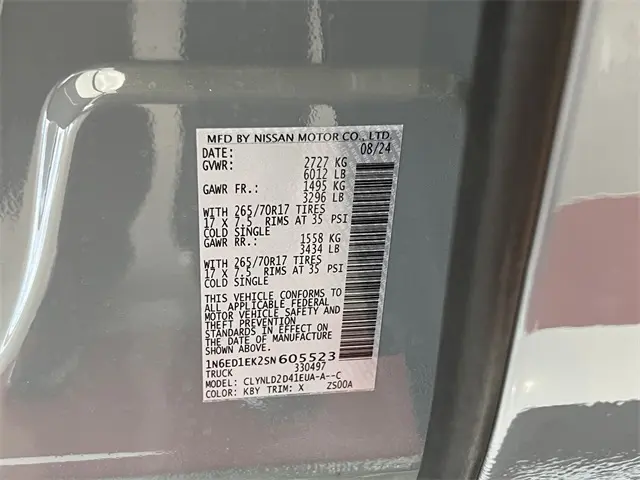 MFD BY NISSAN MOTOR CO., LTD.
DATE: 08/24
GVWR: 2727 KG
6012 LB
GAWR FR.: 1495 KG
3296 LB
WITH 265/70R17 TIRES
17 X 7.5 RIMS AT 35 PSI
COLD SINGLE
GAWR RR.: 1558 KG
3434 LB
WITH 265/70R17 TIRES
17 X 7.5 RIMS AT 35 PSI
COLD SINGLE
THIS VEHICLE CONFORMS TO
ALL APPLICABLE FEDERAL
MOTOR VEHICLE SAFETY AND
THEFT PREVENTION
STANDARDS IN EFFECT ON
THE DATE OF MANUFACTURE
SHOWN ABOVE.
1N6ED1EK2SN605523
TRUCK 330497
MODEL: CLYNLD2D41EUA-A--C
COLOR: KBY TRIM: X ZS00A